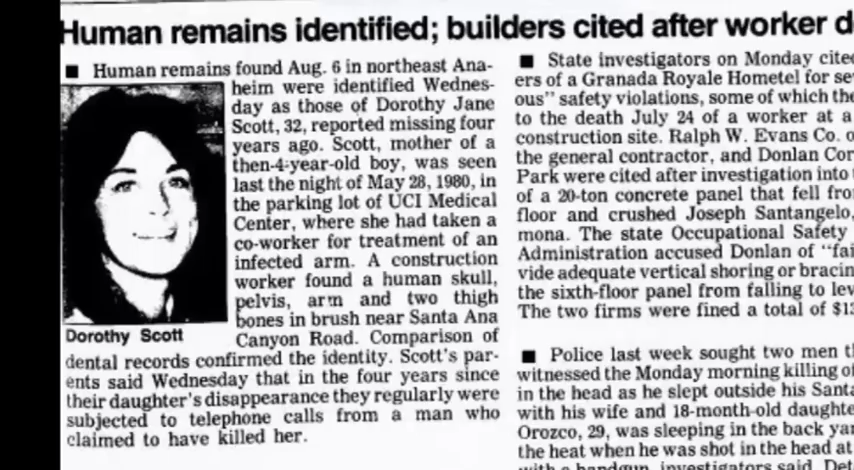 Human remains identified; builders cited after worker d
■ Human remains found Aug. 6 in northeast Ana-
heim were identified Wednes-
day as those of Dorothy Jane
Scott, 32, reported missing four
years ago. Scott, mother of a
then-4-year-old boy, was seen
last the night of May 28, 1980, in
the parking lot of UCI Medical
Center, where she had taken a
co-worker for treatment of an
infected arm. A construction
worker found a human skull,
pelvis, arm and two thigh
bones in brush near Santa Ana
Canyon Road. Comparison of
Dorothy Scott
dental records confirmed the identity. Scott's par-
ents said Wednesday that in the four years since
their daughter's disappearance they regularly were
subjected to telephone calls from a man who
claimed to have killed her.
■ State investigators on Monday cite
ers of a Granada Royale Hometel for se
ous" safety violations, some of which the
to the death July 24 of a worker at a
construction site. Ralph W. Evans Co. o
the general contractor, and Donlan Cor
Park were cited after investigation into
of a 20-ton concrete panel that fell fro
floor and crushed Joseph Santangelo,
mona. The state Occupational Safety
Administration accused Donlan of "fai
vide adequate vertical shoring or bracin
the sixth-floor panel from falling to lev
The two firms were fined a total of $13
■ Police last week sought two men t
witnessed the Monday morning killing of
in the head as he slept outside his Santa
with his wife and 18-month-old daughte
Orozco, 29, was sleeping in the back yar
the heat when he was shot in the head at
with a handgun, investigators said. Det